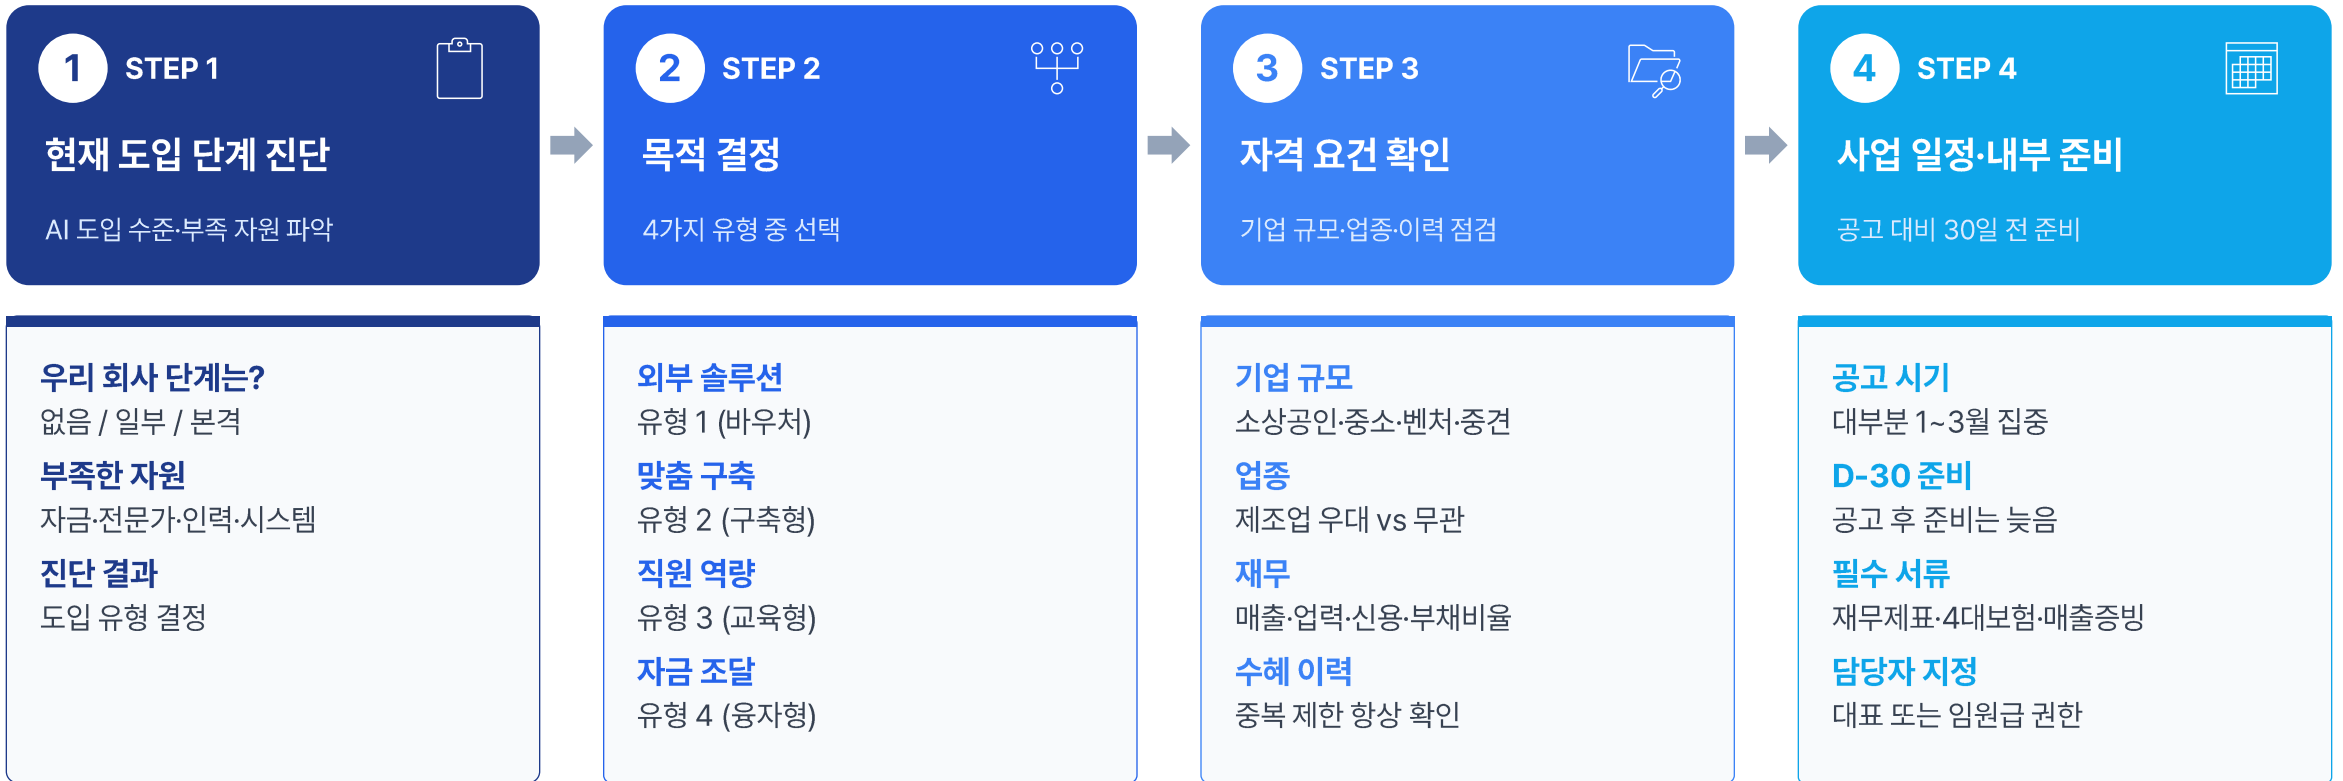 1
STEP 1
현재 도입 단계 진단
AI 도입 수준·부족 자원 파악
2
STEP 2
목적 결정
4가지 유형 중 선택
3
STEP 3
자격 요건 확인
기업 규모·업종·이력 점검
4
STEP 4
사업 일정·내부 준비
공고 대비 30일 전 준비
우리 회사 단계는?
없음 / 일부 / 본격
부족한 자원
자금·전문가·인력·시스템
진단 결과
도입 유형 결정
외부 솔루션
유형 1 (바우처)
맞춤 구축
유형 2 (구축형)
직원 역량
유형 3 (교육형)
자금 조달
유형 4 (융자형)
기업 규모
소상공인·중소·벤처·중견
업종
제조업 우대 vs 무관
재무
매출·업력·신용·부채비율
수혜 이력
중복 제한 항상 확인
공고 시기
대부분 1~3월 집중
D-30 준비
공고 후 준비는 늦음
필수 서류
재무제표·4대보험·매출증빙
담당자 지정
대표 또는 임원급 권한